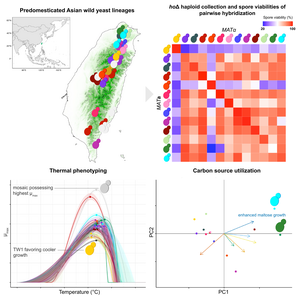 Predomesticated Asian wild yeast lineages
hoΔ haploid collection and spore viabilities of
pairwise hybridization
MATα
Spore viability (%)
20
100
MATa
Thermal phenotyping
mosaic possessing
highest μmax
TW1 favoring cooler
growth
μmax
Temperature (°C)
Carbon source utilization
enhanced maltose growth
PC2
PC1